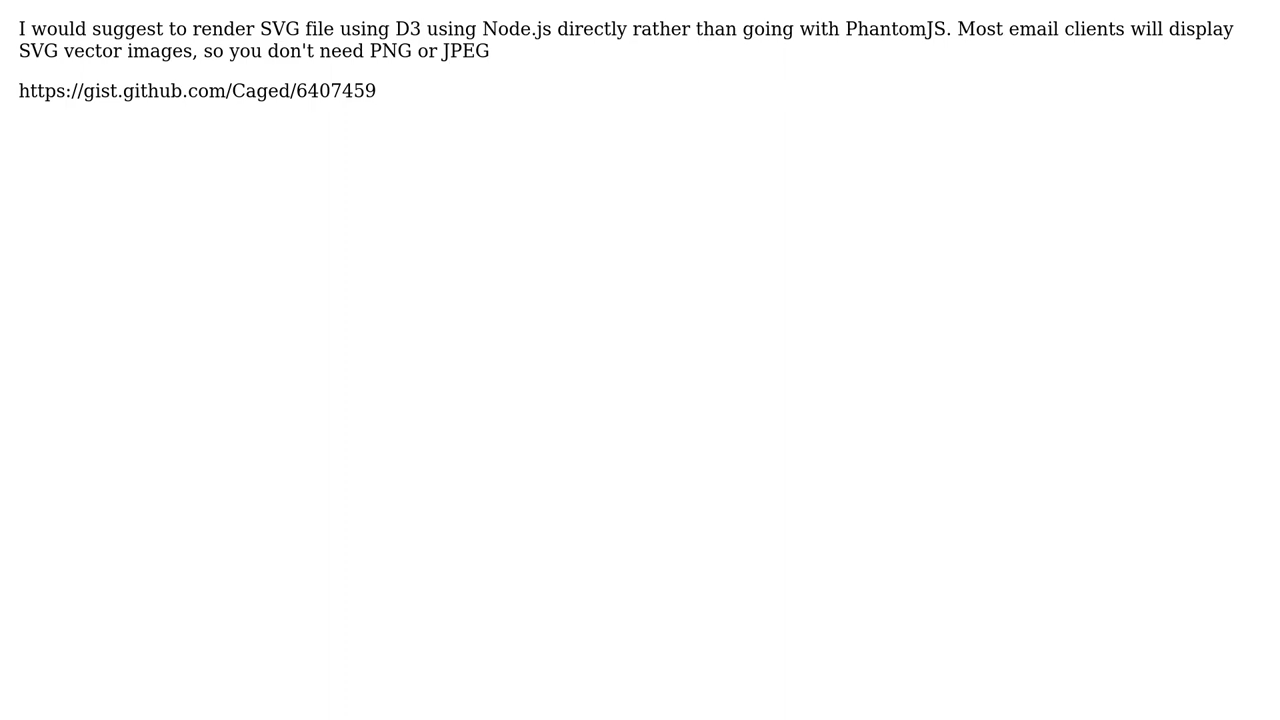 I would suggest to render SVG file using D3 using Node.js directly rather than going with PhantomJS. Most email clients will display
SVG vector images, so you don't need PNG or JPEG
https://gist.github.com/Caged/6407459